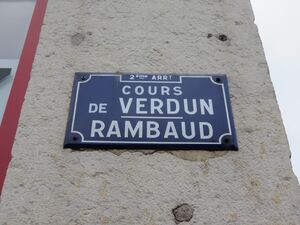 2ème ARRT
COURS
DE VERDUN
RAMBAUD